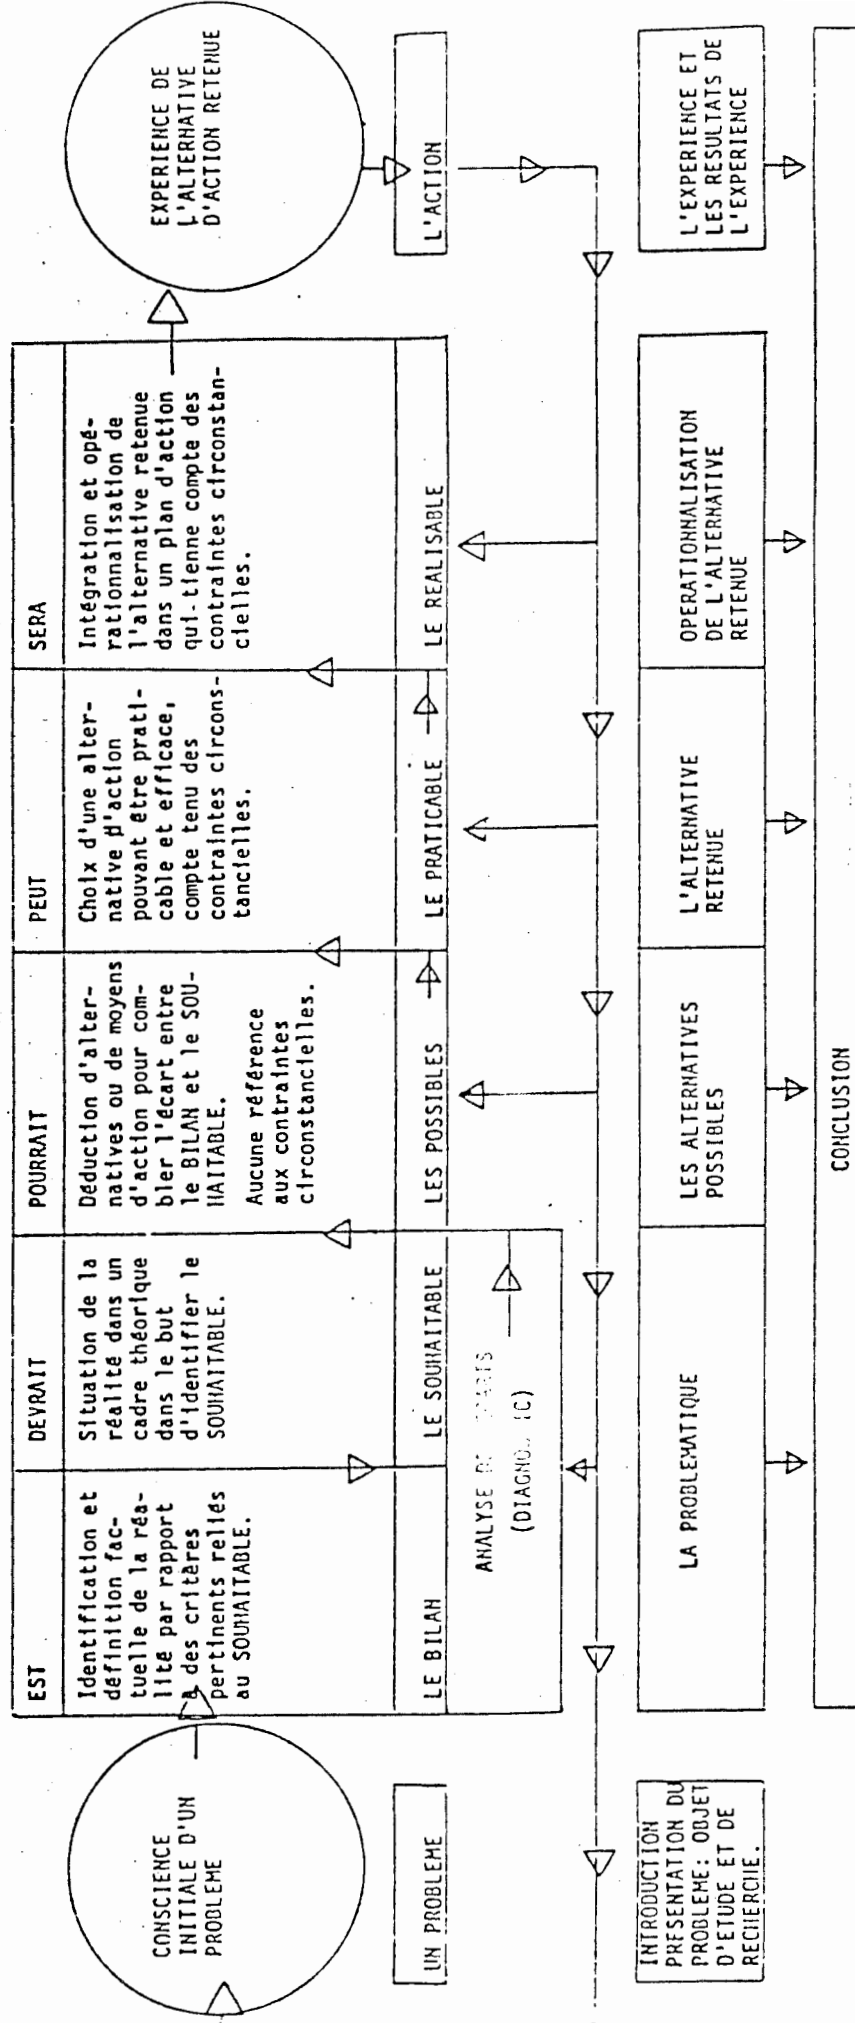 CONSCIENCE
INITIALE D'UN
PROBLEME
EST
Identification et
définition fac-
tuelle de la réa-
lité par rapport
à des critères
pertinents reliés
au SOUHAITABLE.
DEVRAIT
Situation de la
réalité dans un
cadre théorique
dans le but
d'identifier le
SOUHAITABLE.
POURRAIT
Déduction d'alter-
natives ou de moyens
d'action pour com-
bler l'écart entre
le BILAN et le SOU-
HAITABLE.
Aucune référence
aux contraintes
circonstancielles.
PEUT
Choix d'une alter-
native d'action
pouvant être prati-
cable et efficace,
compte tenu des
contraintes circons-
tancielles.
SERA
Intégration et opé-
rationnalisation de
l'alternative retenue
dans un plan d'action
qui-tienne compte des
contraintes circonstan-
cielles.
EXPERIENCE DE
L'ALTERNATIVE
D'ACTION RETENUE
UN PROBLEME
LE BILAN
LE SOUHAITABLE
LES POSSIBLES
LE PRATICABLE
LE REALISABLE
L'ACTION
ANALYSE
INTRODUCTION
PRESENTATION DU
PROBLEME: OBJET
D'ETUDE ET DE
RECHERCHE.
LA PROBLEMATIQUE
LES ALTERNATIVES
POSSIBLES
L'ALTERNATIVE
RETENUE
OPERATIONNALISATION
DE L'ALTERNATIVE
RETENUE
L'EXPERIENCE ET
LES RESULTATS DE
L'EXPERIENCE
CONCLUSION